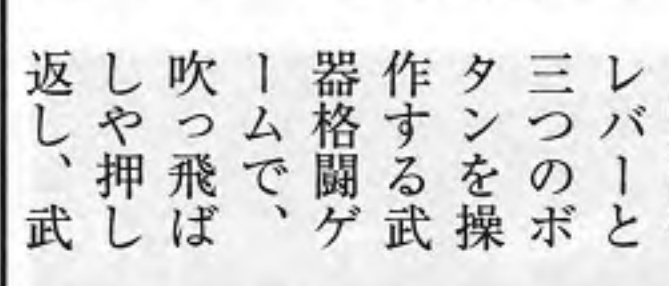 レバーと
三つのボ
タンを操
作する武
器格闘ゲ
ームで、
吹っ飛ば
しや押し
返し、武